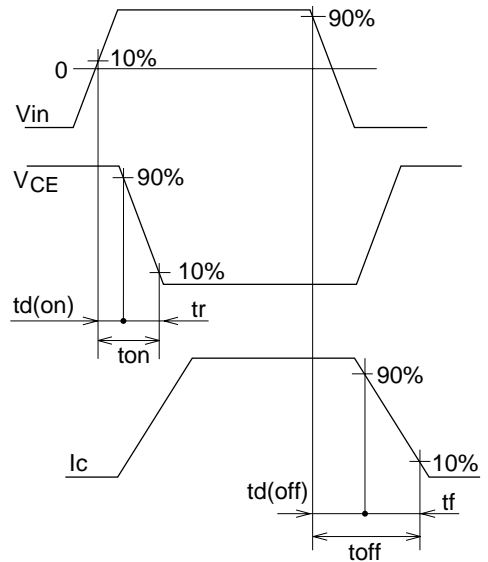 90%
10%
0
Vin
VCE
90%
10%
td(on)
tr
ton
90%
Ic
10%
td(off)
tf
toff